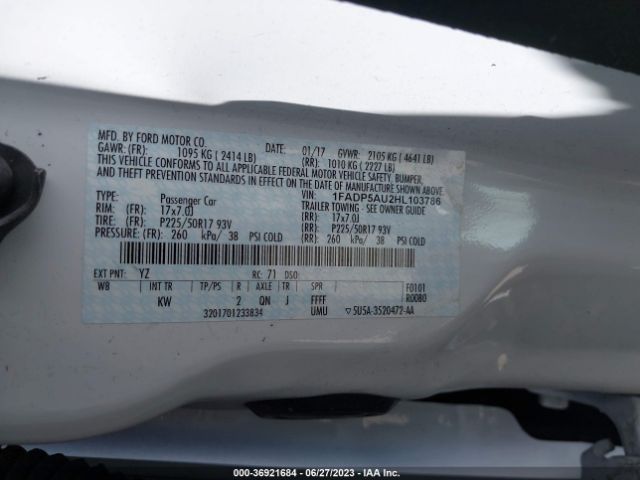 MFD. BY FORD MOTOR CO. DATE: 01/17 GVWR: 2105 KG ( 4641 LB)
GAWR: (FR): 1095 KG ( 2414 LB) (RR): 1010 KG ( 2227 LB)
THIS VEHICLE CONFORMS TO ALL APPLICABLE FEDERAL MOTOR VEHICLE SAFETY, BUMPER,
AND THEFT PREVENTION STANDARDS IN EFFECT ON THE DATE OF MANUFACTURE SHOWN ABOVE.
VIN: 1FADP5AU2HL103786
TYPE: Passenger Car TRAILER TOWING — SEE OWNER GUIDE
RIM: (FR) 17x7.0J (RR): 17x7.0J
TIRE: (FR) P225/50R17 93V (RR): P225/50R17 93V
PRESSURE: (FR) 260 kPa/ 38 PSI COLD (RR) 260 kPa/ 38 PSI COLD
EXT PNT: YZ RC: 71 DSO:
WB INT TR TP/PS R AXLE TR SPR F0101
KW 2 QN J FFFF R0080
3201701233834 UMU 5U5A-3520472-AA
000-36921684 - 06/27/2023 - IAA Inc.